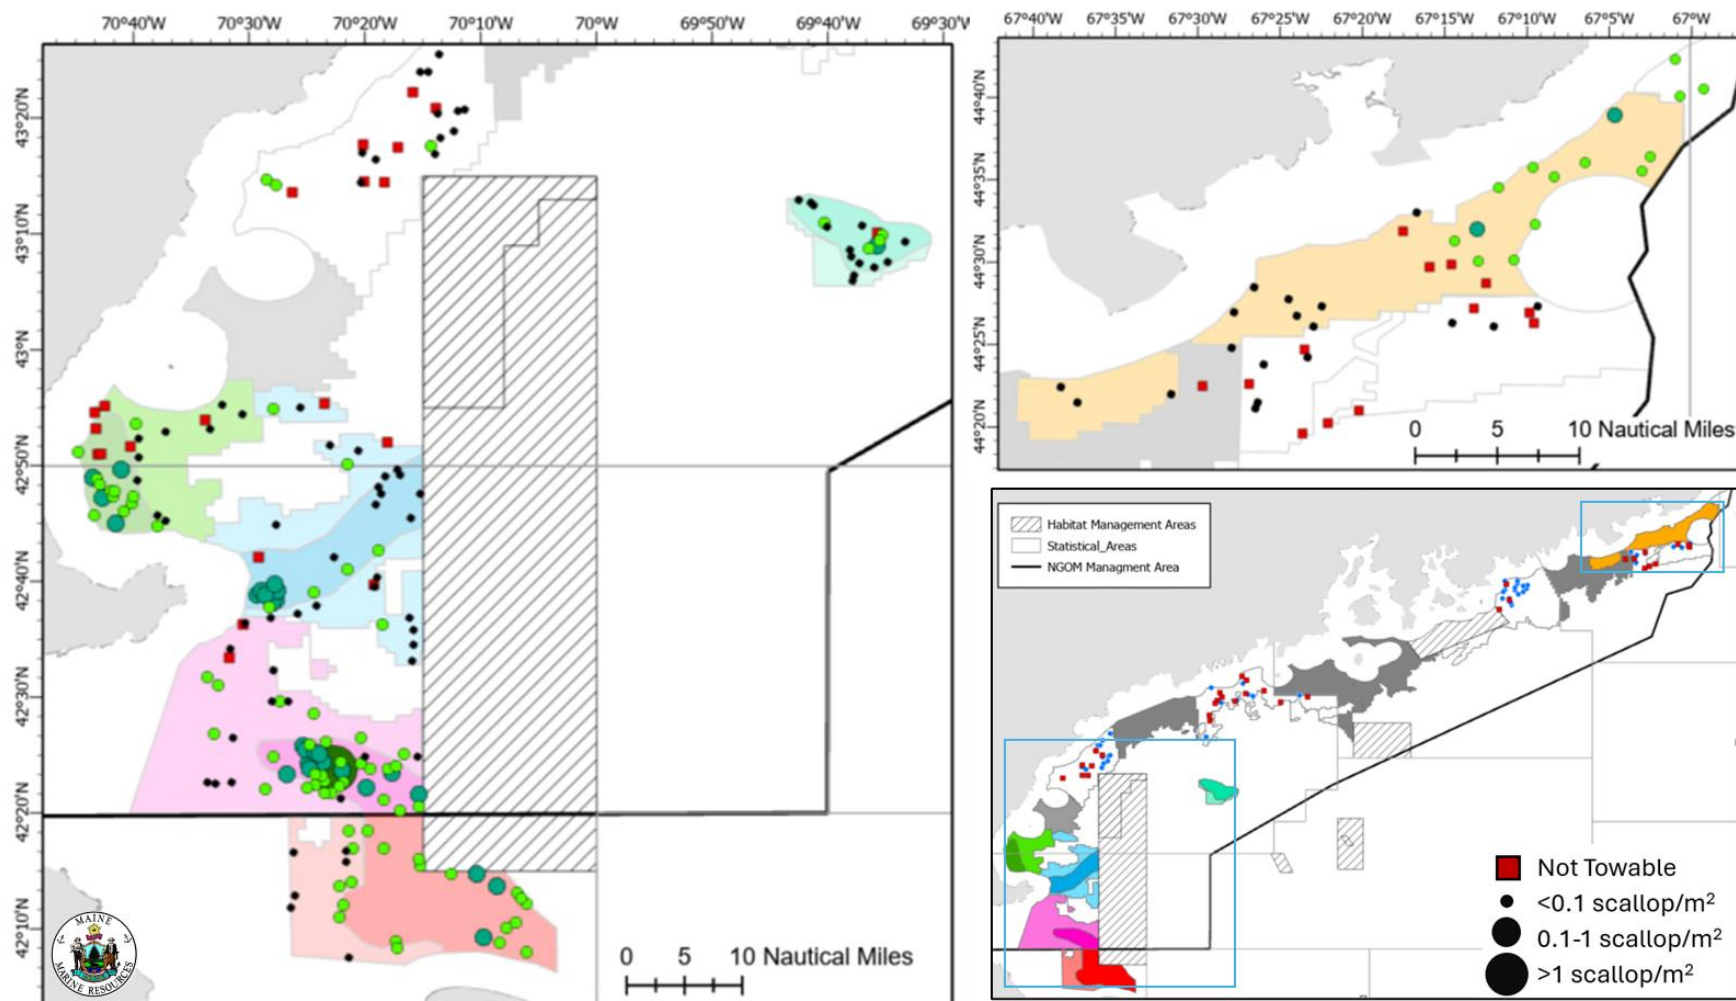 70°40'W 70°30'W 70°20'W 70°10'W 70°0'W 69°50'W 69°40'W 69°30'W
43°20'N
43°10'N
43°0'N
42°50'N
42°40'N
42°30'N
42°20'N
42°10'N
MAINE
MARINE RESOURCES
0 5 10 Nautical Miles
67°40'W 67°35'W 67°30'W 67°25'W 67°20'W 67°15'W 67°10'W 67°5'W 67°W
44°40'N
44°35'N
44°30'N
44°25'N
44°20'N
0 5 10 Nautical Miles
Habitat Management Areas
Statistical_Areas
NGOM Managment Area
Not Towable
<0.1 scallop/m²
0.1-1 scallop/m²
>1 scallop/m²